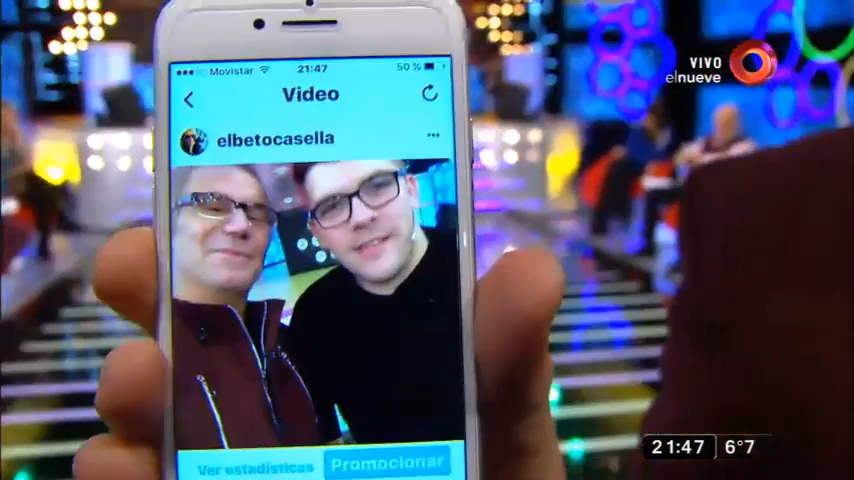 Movistar 21:47 50 %
Video
elbetocasella
Ver estadísticas Promocionar
VIVO
elnueve
21:47 6°7